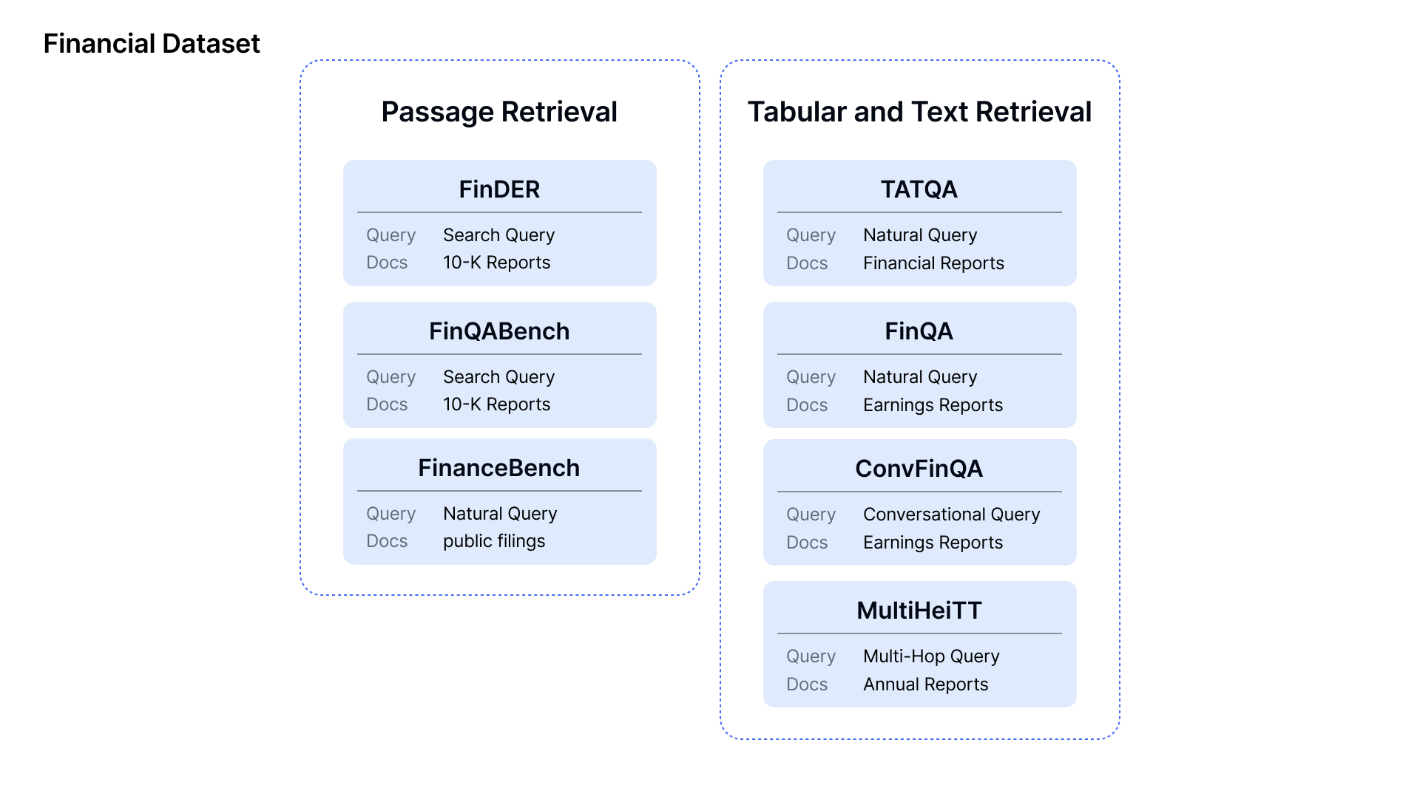 Financial Dataset
Passage Retrieval
FinDER
Query Search Query
Docs 10-K Reports
FinQABench
Query Search Query
Docs 10-K Reports
FinanceBench
Query Natural Query
Docs public filings
Tabular and Text Retrieval
TATQA
Query Natural Query
Docs Financial Reports
FinQA
Query Natural Query
Docs Earnings Reports
ConvFinQA
Query Conversational Query
Docs Earnings Reports
MultiHeiTT
Query Multi-Hop Query
Docs Annual Reports